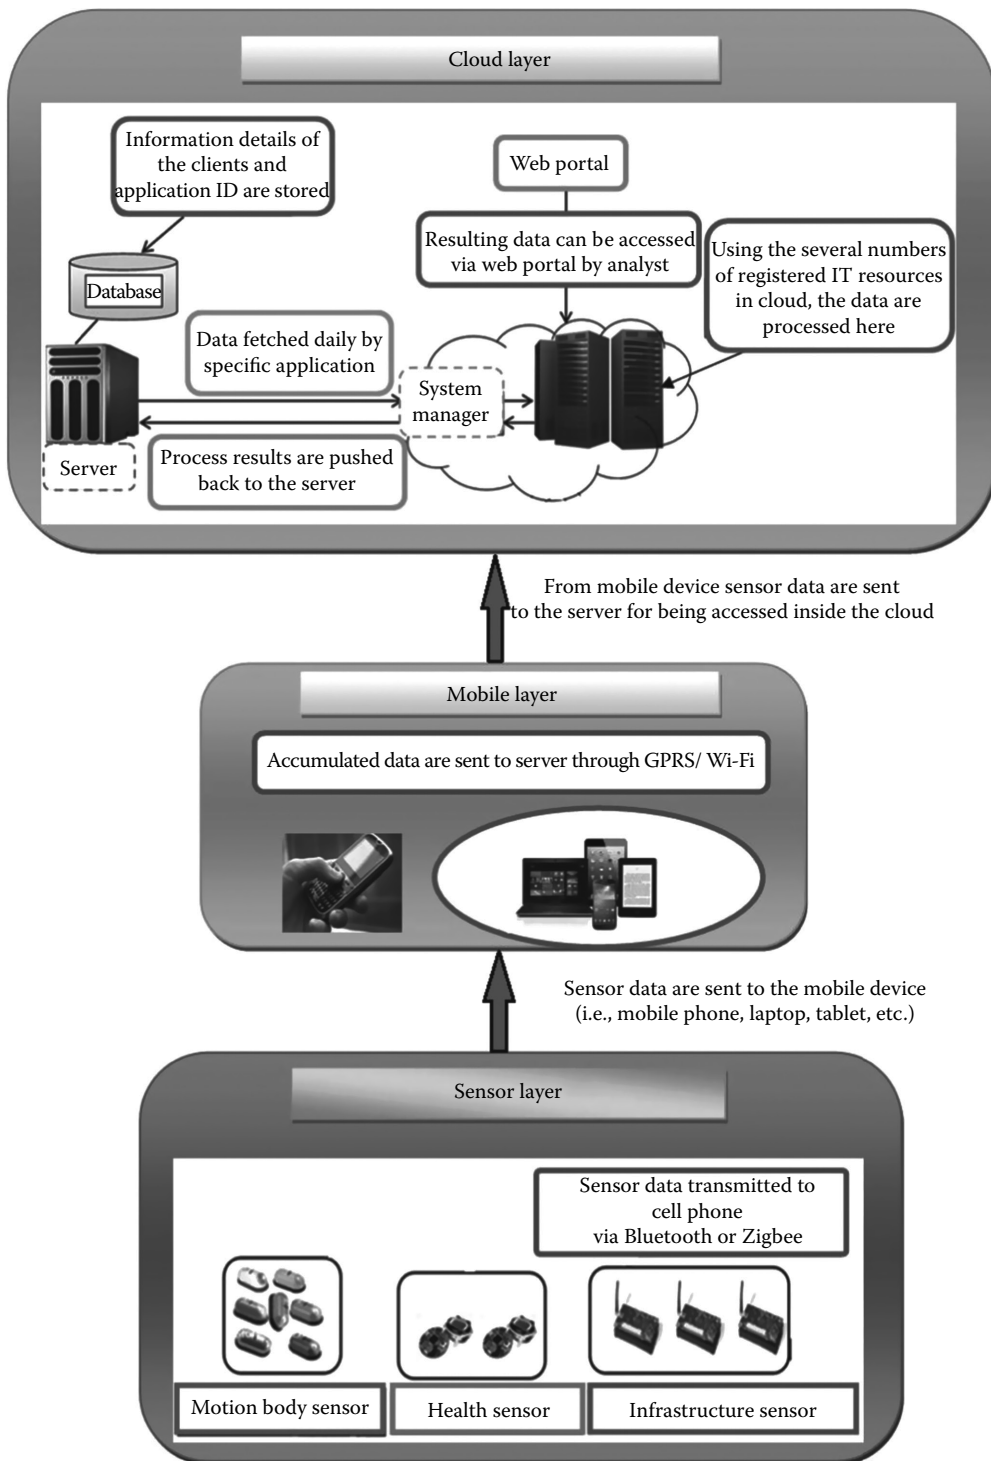 Cloud layer
Information details of
the clients and
application ID are stored
Web portal
Resulting data can be accessed
via web portal by analyst
Using the several numbers
of registered IT resources
in cloud, the data are
processed here
Database
Data fetched daily by
specific application
System
manager
Server
Process results are pushed
back to the server
From mobile device sensor data are sent
to the server for being accessed inside the cloud
Mobile layer
Accumulated data are sent to server through GPRS/ Wi-Fi
Sensor data are sent to the mobile device
(i.e., mobile phone, laptop, tablet, etc.)
Sensor layer
Sensor data transmitted to
cell phone
via Bluetooth or Zigbee
Motion body sensor
Health sensor
Infrastructure sensor